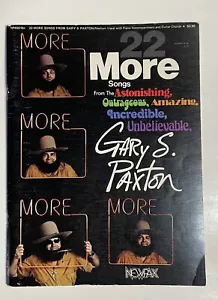 22 MORE SONGS FROM GARY S PAXTON
MORE
22
More
Songs
From The Astonishing,
Outrageous, Amazing,
Incredible,
Unbelievable,
Gary S.
Paxton
MORE
MORE
MORE
NEWPAX